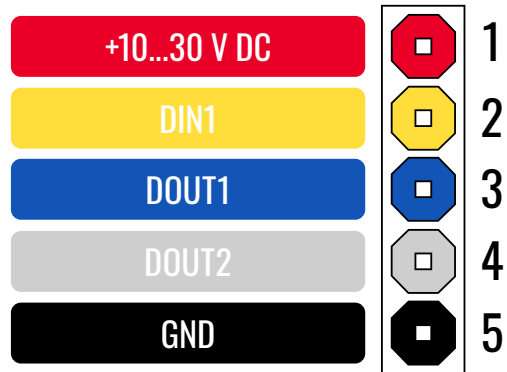 +10...30 V DC 1
DIN1 2
DOUT1 3
DOUT2 4
GND 5